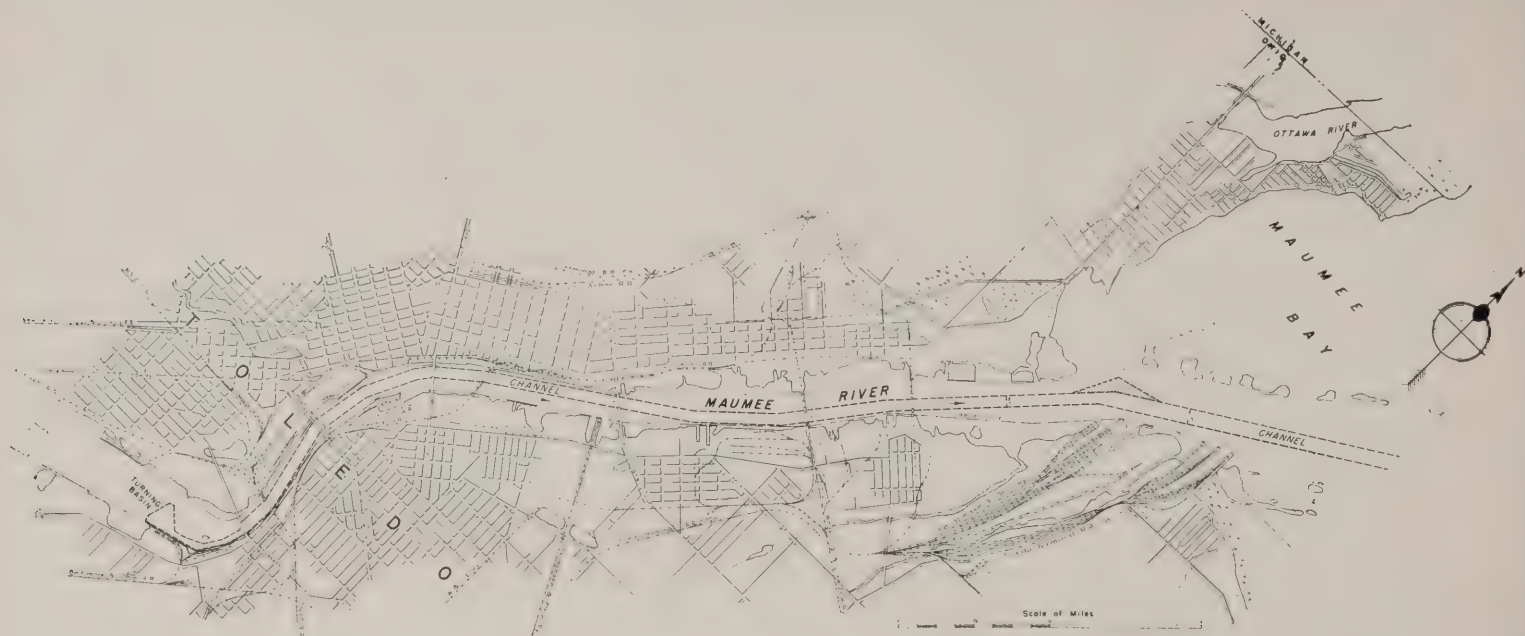 MICHIGAN
OHIO
OTTAWA RIVER
MAUMEE
BAY
N
TOLEDO
CHANNEL
MAUMEE RIVER
CHANNEL
TURNING
BASIN
Scale of Miles